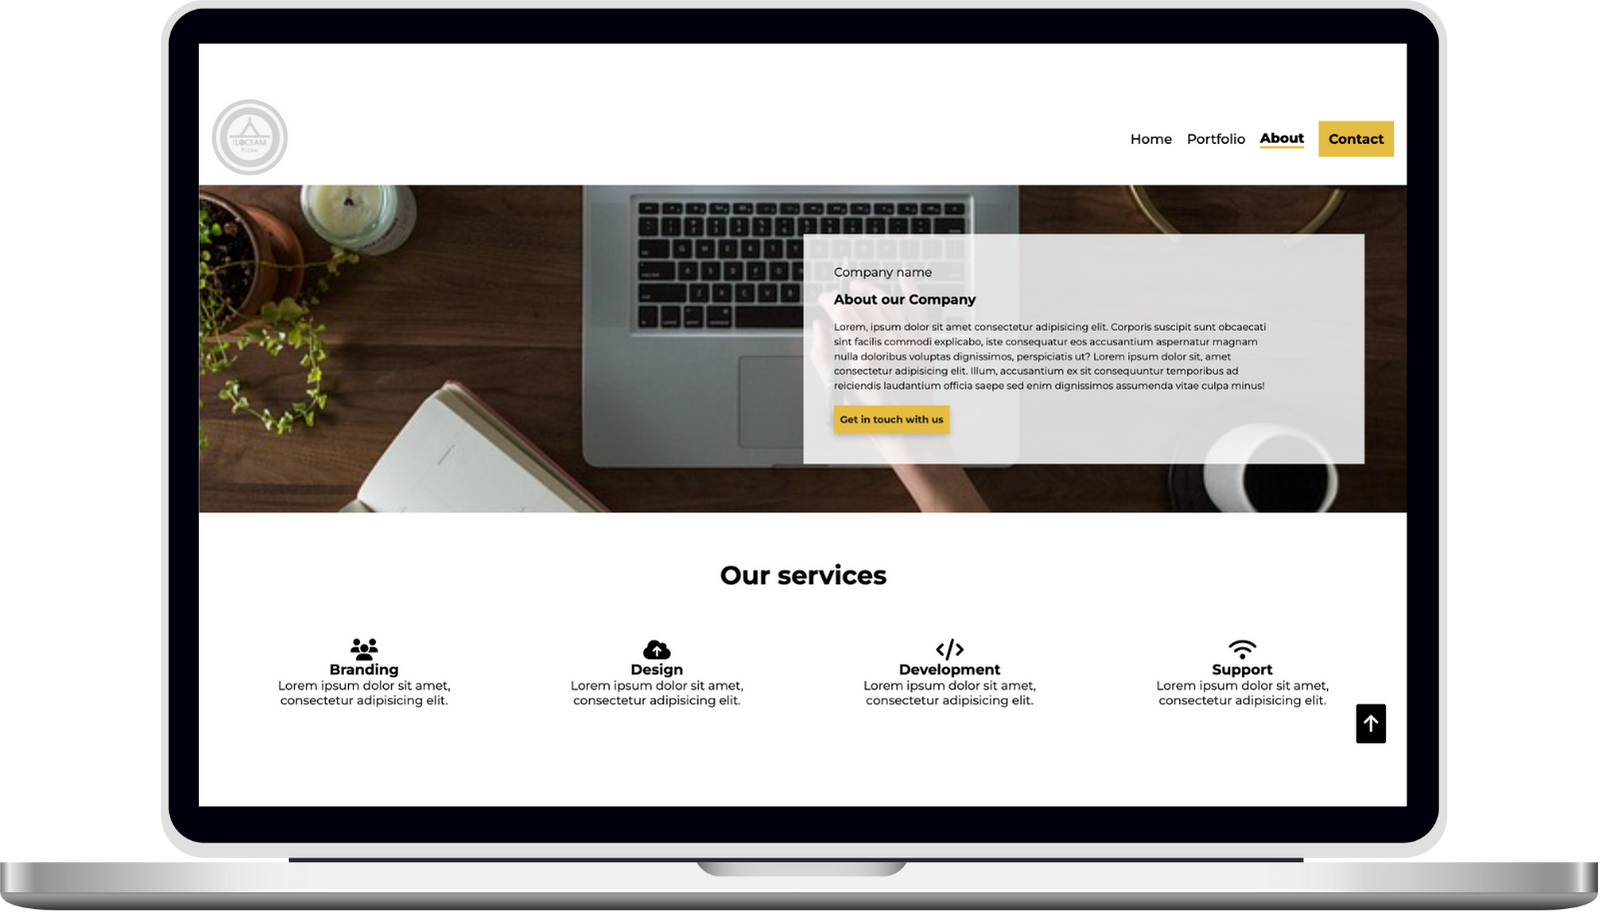 ILOCEAM
Home Portfolio About Contact
Company name
About our Company
Lorem, ipsum dolor sit amet consectetur adipisicing elit. Corporis suscipit sunt obcaecati
sint facilis commodi explicabo, iste consequatur eos accusantium aspernatur magnam
nulla doloribus voluptas dignissimos, perspiciatis ut? Lorem ipsum dolor sit, amet
consectetur adipisicing elit. Illum, accusantium ex sit consequuntur temporibus ad
reiciendis laudantium officia saepe sed enim dignissimos assumenda vitae culpa minus!
Get in touch with us
Our services
Branding
Lorem ipsum dolor sit amet,
consectetur adipisicing elit.
Design
Lorem ipsum dolor sit amet,
consectetur adipisicing elit.
Development
Lorem ipsum dolor sit amet,
consectetur adipisicing elit.
Support
Lorem ipsum dolor sit amet,
consectetur adipisicing elit.